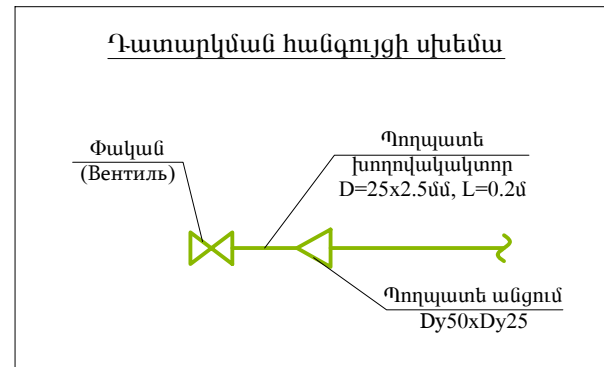 Դատարկման հանգույցի սխեմա
Փական
(Вентиль)
Պողպատե
խողովակակտոր
D=25x2.5մմ, L=0.2մ
Պողպատե անցում
Dy50xDy25